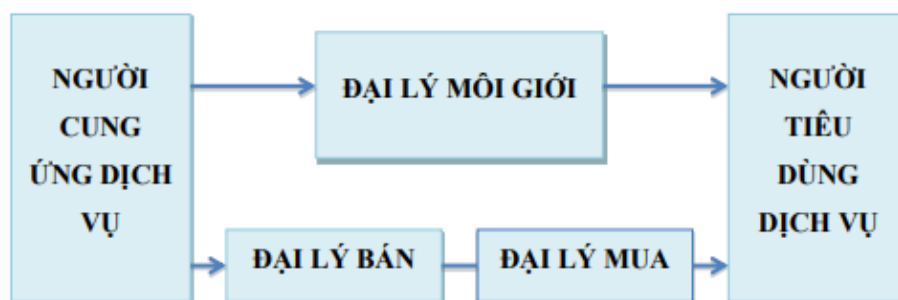 NGƯỜI
CUNG
ỨNG DỊCH
VỤ
ĐẠI LÝ MÔI GIỚI
ĐẠI LÝ BÁN
ĐẠI LÝ MUA
NGƯỜI
TIÊU
DÙNG
DỊCH VỤ